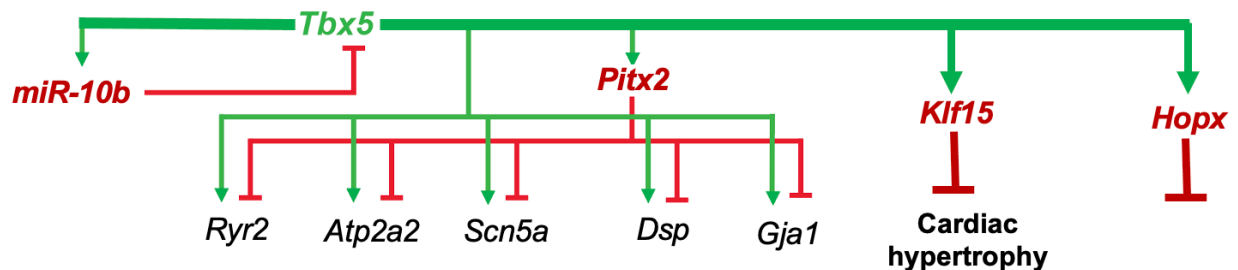 Tbx5
miR-10b
Pitx2
Klf15
Hopx
Ryr2
Atp2a2
Scn5a
Dsp
Gja1
Cardiac
hypertrophy